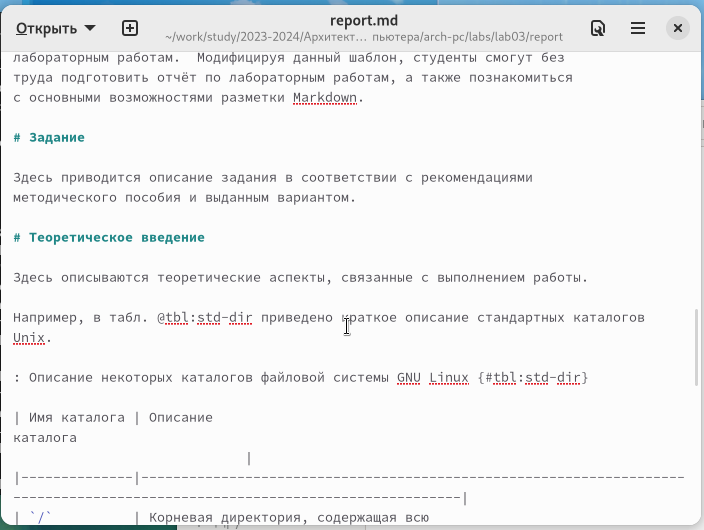 Открыть
report.md
~/work/study/2023-2024/Архитект… пьютера/arch-pc/labs/lab03/report
лабораторным работам.  Модифицируя данный шаблон, студенты смогут без
труда подготовить отчёт по лабораторным работам, а также познакомиться
с основными возможностями разметки Markdown.
# Задание
Здесь приводится описание задания в соответствии с рекомендациями
методического пособия и выданным вариантом.
# Теоретическое введение
Здесь описываются теоретические аспекты, связанные с выполнением работы.
Например, в табл. @tbl:std-dir приведено краткое описание стандартных каталогов
Unix.
: Описание некоторых каталогов файловой системы GNU Linux {#tbl:std-dir}
| Имя каталога | Описание
каталога
|
|--------------|--------------------------------------------------------------------
--------------------------------------------------------|
| `/`          | Корневая директория, содержащая всю